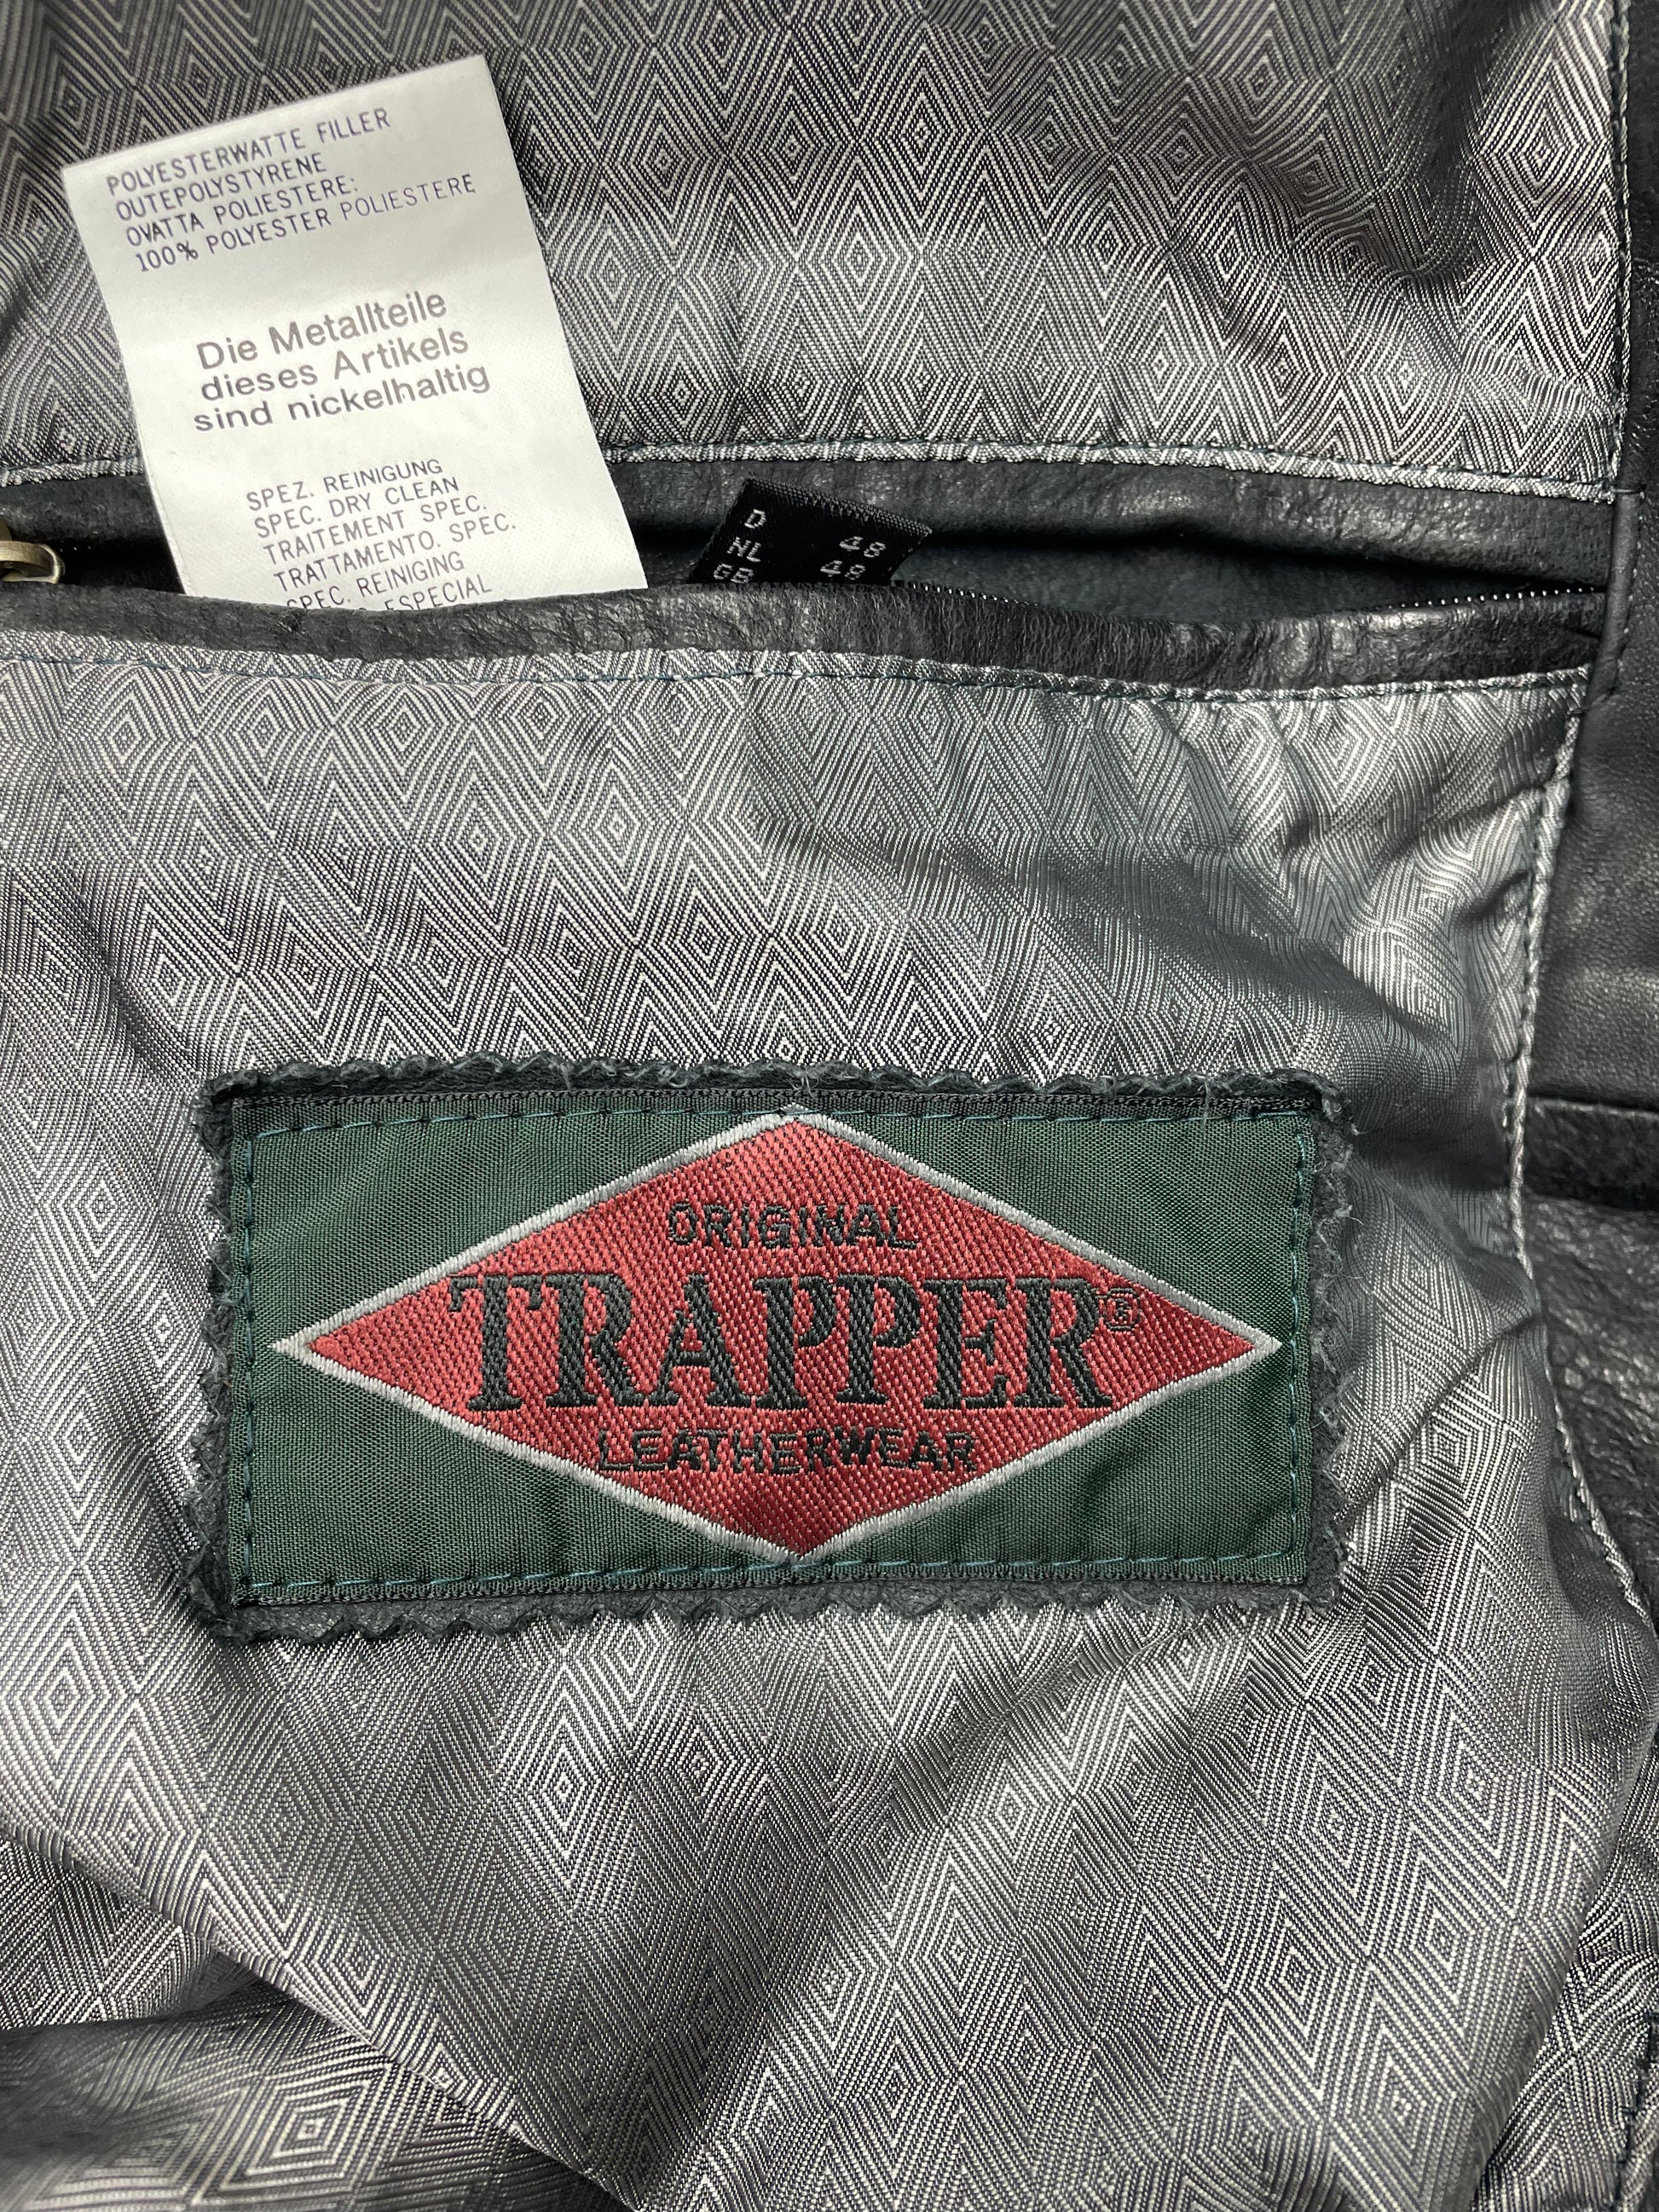 POLYESTERWATTE FILLER
OUTEPOLYSTYRENE
OVATTA POLIESTERE:
100% POLYESTER POLIESTERE
Die Metallteile
dieses Artikels
sind nickelhaltig
SPEZ. REINIGUNG
SPEC. DRY CLEAN
TRAITEMENT SPEC.
TRATTAMENTO. SPEC.
SPEC. REINIGING
ESPECIAL
D 48
NL 48
GB
ORIGINAL
TRAPPER®
LEATHERWEAR